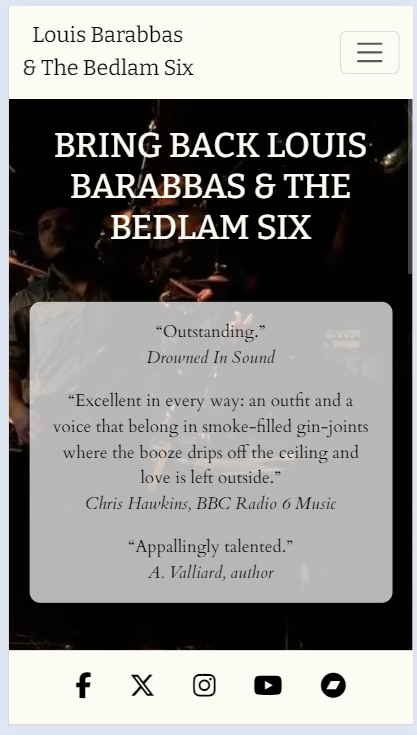 Louis Barabbas
& The Bedlam Six
BRING BACK LOUIS
BARABBAS & THE
BEDLAM SIX
“Outstanding.”
Drowned In Sound
“Excellent in every way: an outfit and a
voice that belong in smoke-filled gin-joints
where the booze drips off the ceiling and
love is left outside.”
Chris Hawkins, BBC Radio 6 Music
“Appallingly talented.”
A. Valliard, author